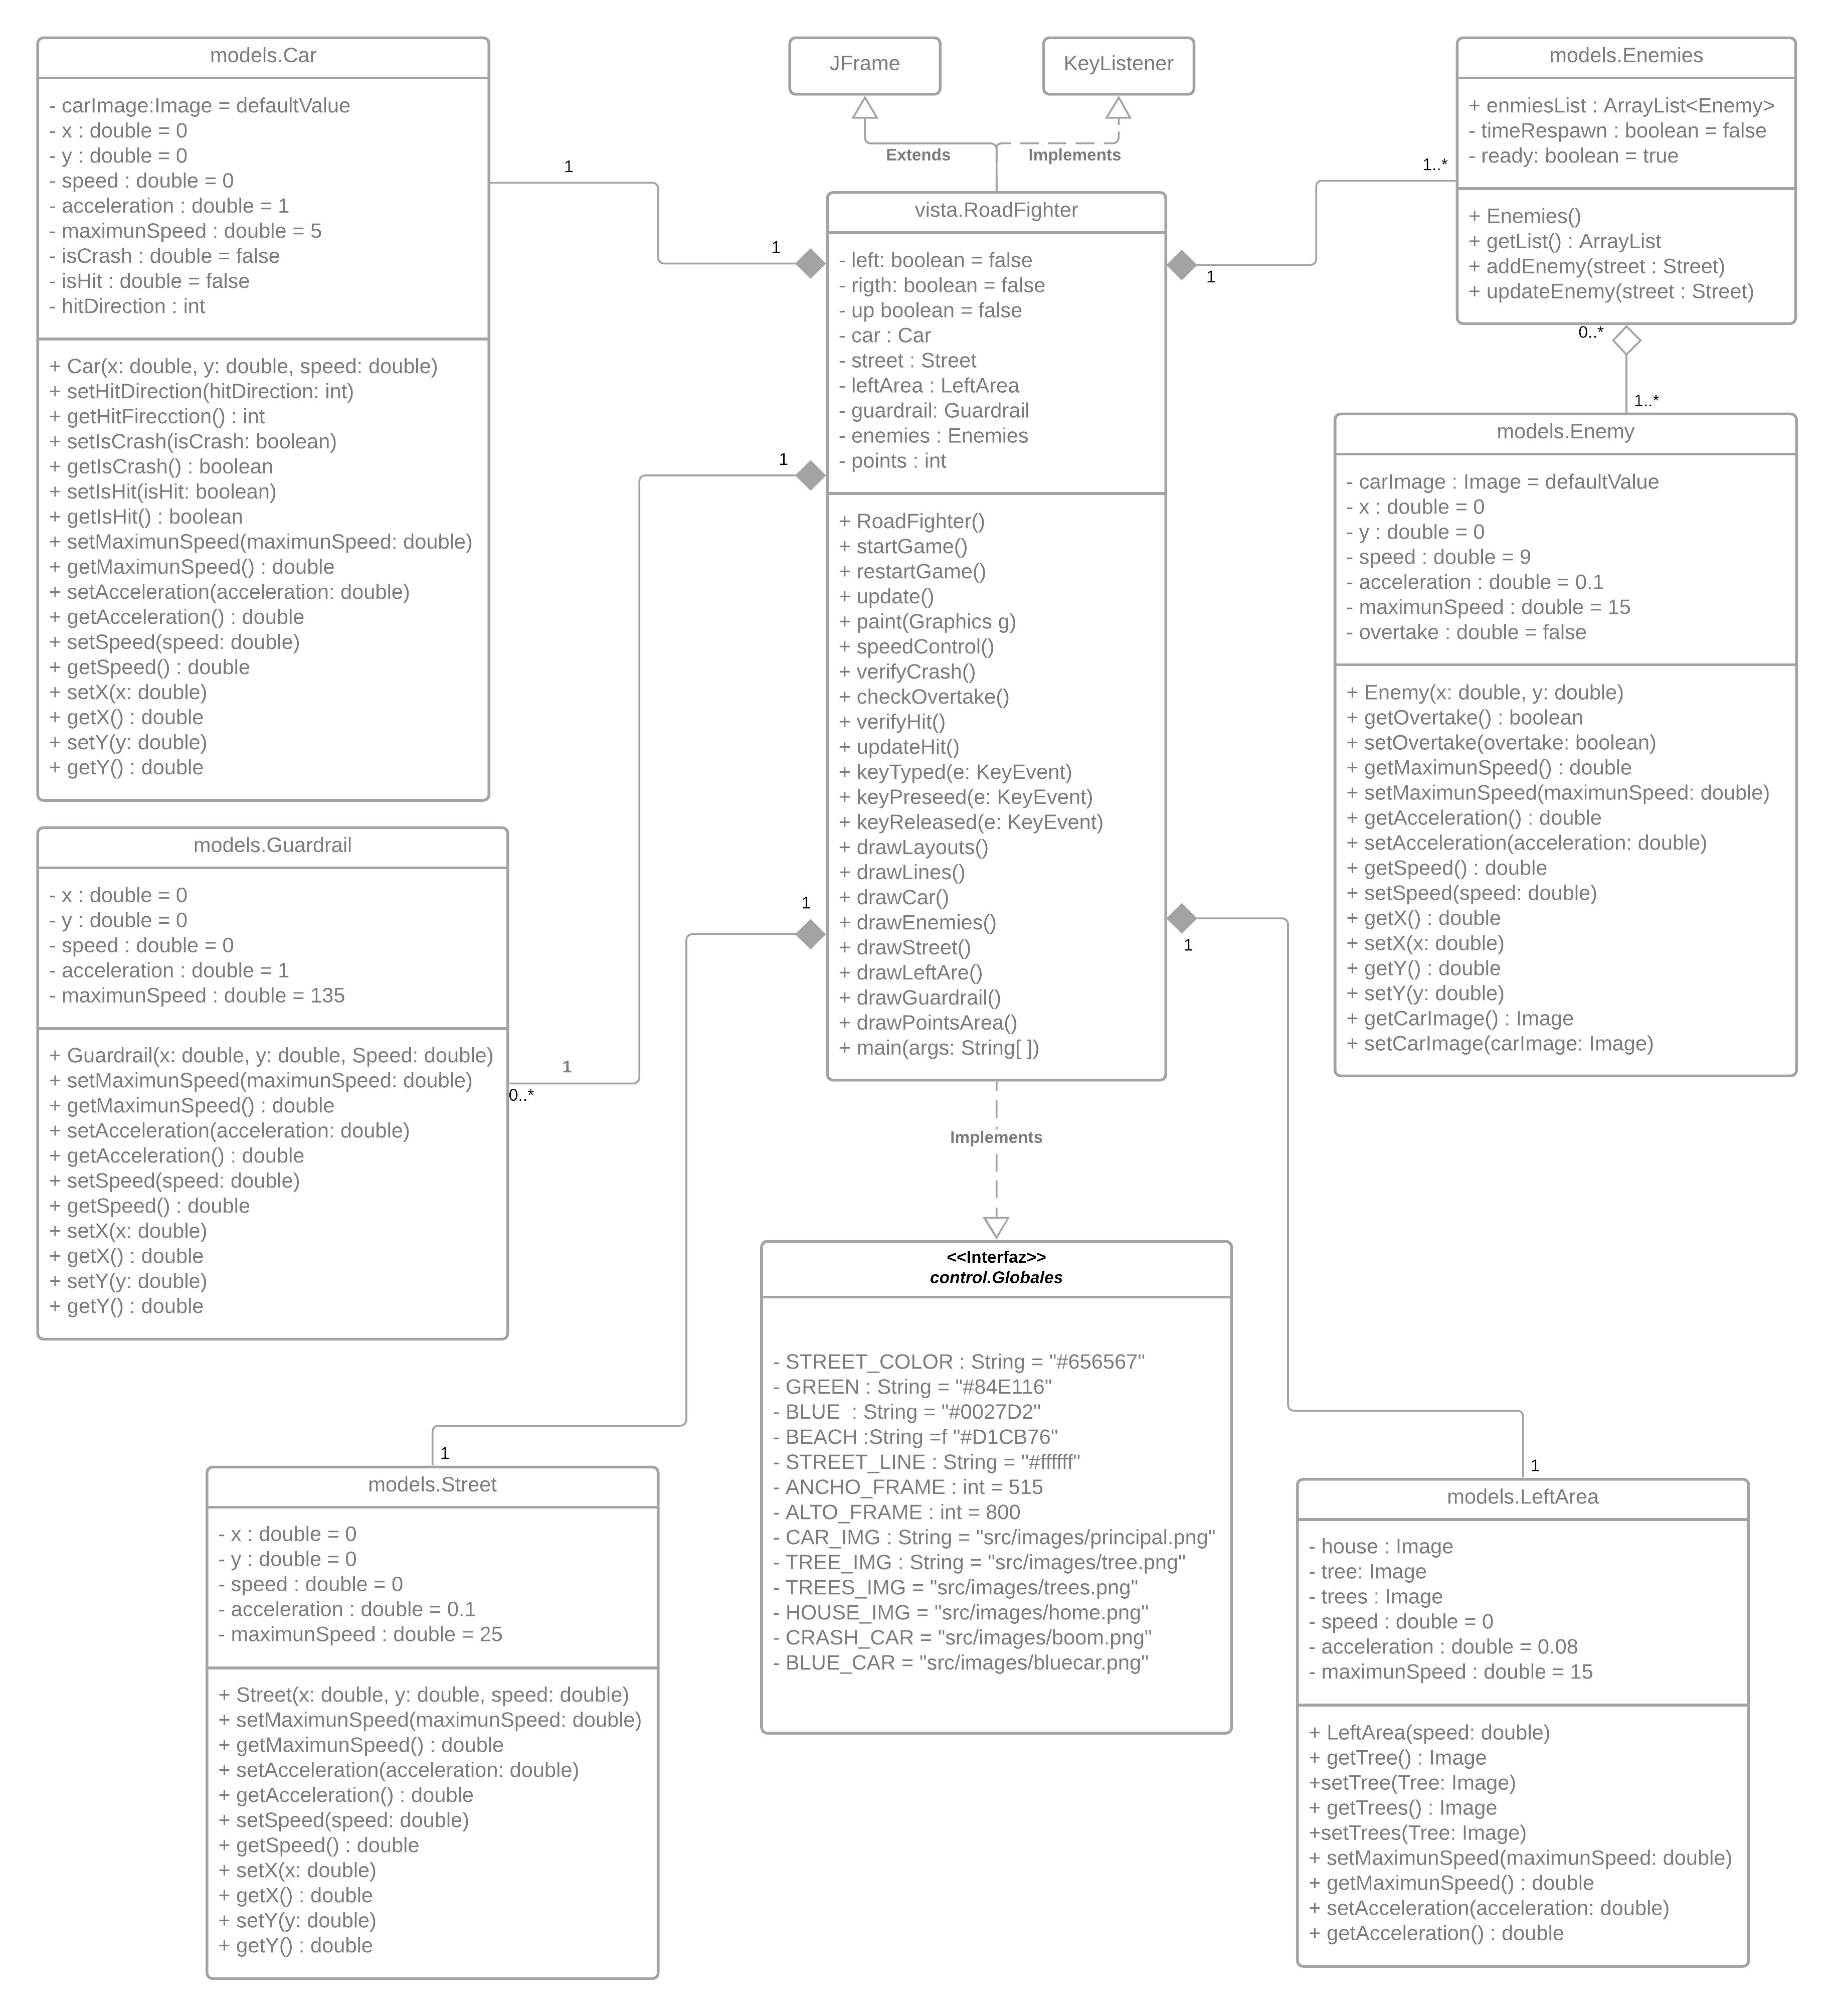 models.Car
- carImage:Image = defaultValue
- x : double = 0
- y : double = 0
- speed : double = 0
- acceleration : double = 1
- maximunSpeed : double = 5
- isCrash : double = false
- isHit : double = false
- hitDirection : int
+ Car(x: double, y: double, speed: double)
+ setHitDirection(hitDirection: int)
+ getHitFirecction() : int
+ setIsCrash(isCrash: boolean)
+ getIsCrash() : boolean
+ setIsHit(isHit: boolean)
+ getIsHit() : boolean
+ setMaximunSpeed(maximunSpeed: double)
+ getMaximunSpeed() : double
+ setAcceleration(acceleration: double)
+ getAcceleration() : double
+ setSpeed(speed: double)
+ getSpeed() : double
+ setX(x: double)
+ getX() : double
+ setY(y: double)
+ getY() : double
JFrame
KeyListener
Extends
Implements
1
1
vista.RoadFighter
- left: boolean = false
- rigth: boolean = false
- up boolean = false
- car : Car
- street : Street
- leftArea : LeftArea
- guardrail: Guardrail
- enemies : Enemies
- points : int
+ RoadFighter()
+ startGame()
+ restartGame()
+ update()
+ paint(Graphics g)
+ speedControl()
+ verifyCrash()
+ checkOvertake()
+ verifyHit()
+ updateHit()
+ keyTyped(e: KeyEvent)
+ keyPreseed(e: KeyEvent)
+ keyReleased(e: KeyEvent)
+ drawLayouts()
+ drawLines()
+ drawCar()
+ drawEnemies()
+ drawStreet()
+ drawLeftAre()
+ drawGuardrail()
+ drawPointsArea()
+ main(args: String[ ])
1..*
1
models.Enemies
+ enmiesList : ArrayList<Enemy>
- timeRespawn : boolean = false
- ready: boolean = true
+ Enemies()
+ getList() : ArrayList
+ addEnemy(street : Street)
+ updateEnemy(street : Street)
0..*
1..*
models.Enemy
- carImage : Image = defaultValue
- x : double = 0
- y : double = 0
- speed : double = 9
- acceleration : double = 0.1
- maximunSpeed : double = 15
- overtake : double = false
+ Enemy(x: double, y: double)
+ getOvertake() : boolean
+ setOvertake(overtake: boolean)
+ getMaximunSpeed() : double
+ setMaximunSpeed(maximunSpeed: double)
+ getAcceleration() : double
+ setAcceleration(acceleration: double)
+ getSpeed() : double
+ setSpeed(speed: double)
+ getX() : double
+ setX(x: double)
+ getY() : double
+ setY(y: double)
+ getCarImage() : Image
+ setCarImage(carImage: Image)
1
1
0..*
models.Guardrail
- x : double = 0
- y : double = 0
- speed : double = 0
- acceleration : double = 1
- maximunSpeed : double = 135
+ Guardrail(x: double, y: double, Speed: double)
+ setMaximunSpeed(maximunSpeed: double)
+ getMaximunSpeed() : double
+ setAcceleration(acceleration: double)
+ getAcceleration() : double
+ setSpeed(speed: double)
+ getSpeed() : double
+ setX(x: double)
+ getX() : double
+ setY(y: double)
+ getY() : double
1
1
Implements
<<Interfaz>>
control.Globales
- STREET_COLOR : String = "#656567"
- GREEN : String = "#84E116"
- BLUE  : String = "#0027D2"
- BEACH :String =f "#D1CB76"
- STREET_LINE : String = "#ffffff"
- ANCHO_FRAME : int = 515
- ALTO_FRAME : int = 800
- CAR_IMG : String = "src/images/principal.png"
- TREE_IMG : String = "src/images/tree.png"
- TREES_IMG = "src/images/trees.png"
- HOUSE_IMG = "src/images/home.png"
- CRASH_CAR = "src/images/boom.png"
- BLUE_CAR = "src/images/bluecar.png"
1
models.Street
- x : double = 0
- y : double = 0
- speed : double = 0
- acceleration : double = 0.1
- maximunSpeed : double = 25
+ Street(x: double, y: double, speed: double)
+ setMaximunSpeed(maximunSpeed: double)
+ getMaximunSpeed() : double
+ setAcceleration(acceleration: double)
+ getAcceleration() : double
+ setSpeed(speed: double)
+ getSpeed() : double
+ setX(x: double)
+ getX() : double
+ setY(y: double)
+ getY() : double
1
models.LeftArea
- house : Image
- tree: Image
- trees : Image
- speed : double = 0
- acceleration : double = 0.08
- maximunSpeed : double = 15
+ LeftArea(speed: double)
+ getTree() : Image
+setTree(Tree: Image)
+ getTrees() : Image
+setTrees(Tree: Image)
+ setMaximunSpeed(maximunSpeed: double)
+ getMaximunSpeed() : double
+ setAcceleration(acceleration: double)
+ getAcceleration() : double